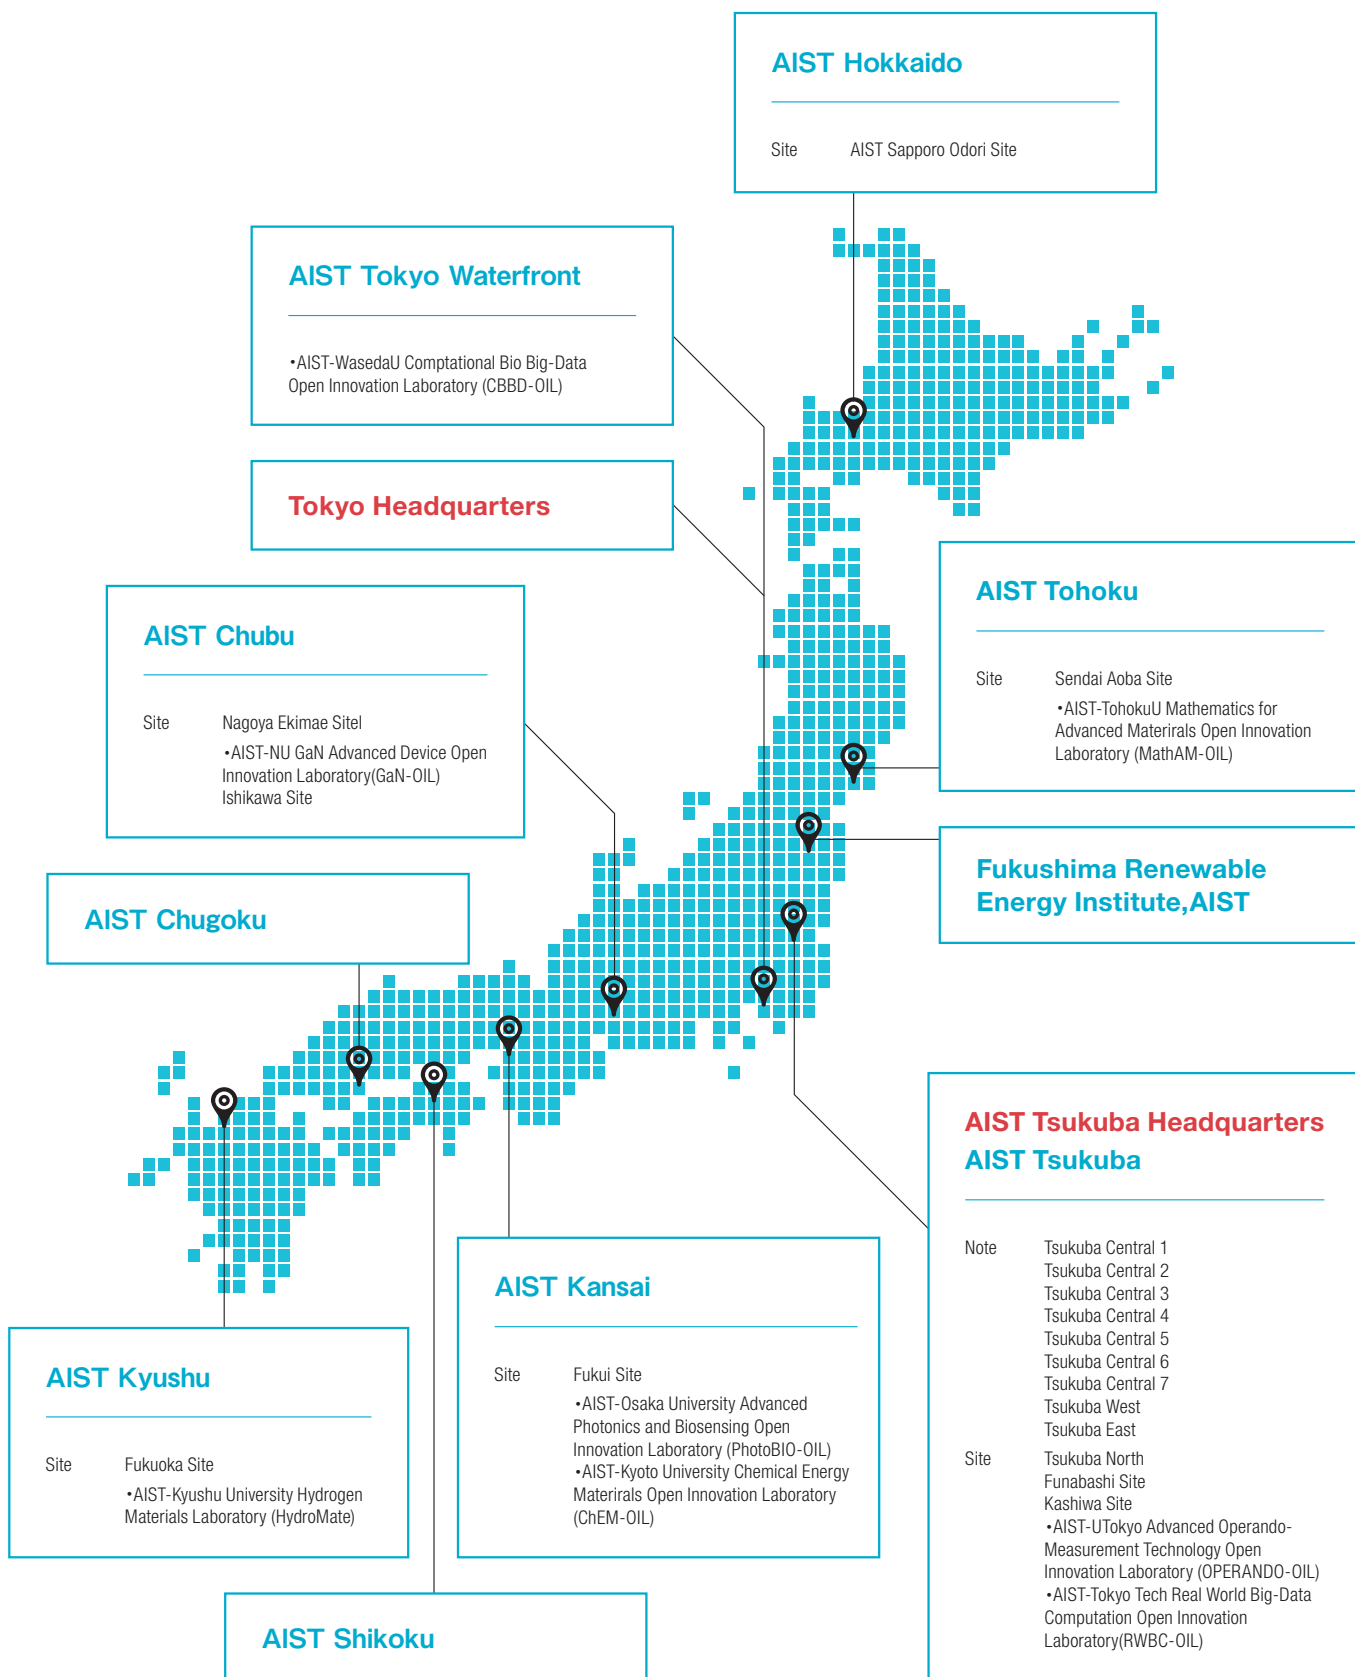 AIST Hokkaido
Site AIST Sapporo Odori Site
AIST Tokyo Waterfront
•AIST-WasedaU Comptational Bio Big-Data
Open Innovation Laboratory (CBBD-OIL)
Tokyo Headquarters
AIST Tohoku
Site Sendai Aoba Site
•AIST-TohokuU Mathematics for
Advanced Materirals Open Innovation
Laboratory (MathAM-OIL)
AIST Chubu
Site Nagoya Ekimae Sitel
•AIST-NU GaN Advanced Device Open
Innovation Laboratory(GaN-OIL)
Ishikawa Site
Fukushima Renewable
Energy Institute,AIST
AIST Chugoku
AIST Tsukuba Headquarters
AIST Tsukuba
Note Tsukuba Central 1
Tsukuba Central 2
Tsukuba Central 3
Tsukuba Central 4
Tsukuba Central 5
Tsukuba Central 6
Tsukuba Central 7
Tsukuba West
Tsukuba East
Site Tsukuba North
Funabashi Site
Kashiwa Site
•AIST-UTokyo Advanced Operando-
Measurement Technology Open
Innovation Laboratory (OPERANDO-OIL)
•AIST-Tokyo Tech Real World Big-Data
Computation Open Innovation
Laboratory(RWBC-OIL)
AIST Kansai
Site Fukui Site
•AIST-Osaka University Advanced
Photonics and Biosensing Open
Innovation Laboratory (PhotoBIO-OIL)
•AIST-Kyoto University Chemical Energy
Materirals Open Innovation Laboratory
(ChEM-OIL)
AIST Kyushu
Site Fukuoka Site
•AIST-Kyushu University Hydrogen
Materials Laboratory (HydroMate)
AIST Shikoku